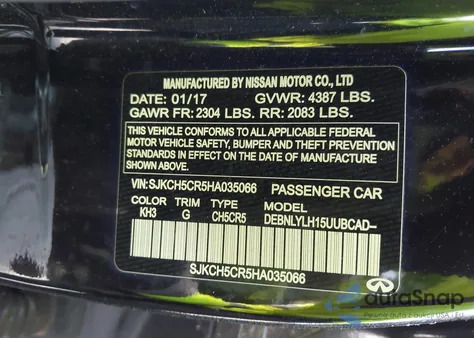 MANUFACTURED BY NISSAN MOTOR CO., LTD
DATE: 01/17 GVWR: 4387 LBS.
GAWR FR: 2304 LBS. RR: 2083 LBS.
THIS VEHICLE CONFORMS TO ALL APPLICABLE FEDERAL
MOTOR VEHICLE SAFETY, BUMPER AND THEFT PREVENTION
STANDARDS IN EFFECT ON THE DATE OF MANUFACTURE
SHOWN ABOVE.
VIN:SJKCH5CR5HA035066 PASSENGER CAR
COLOR TRIM TYPE MODEL
KH3 G CH5CR5 DEBNLYLH15UUBCAD–
SJKCH5CR5HA035066
auraSnap